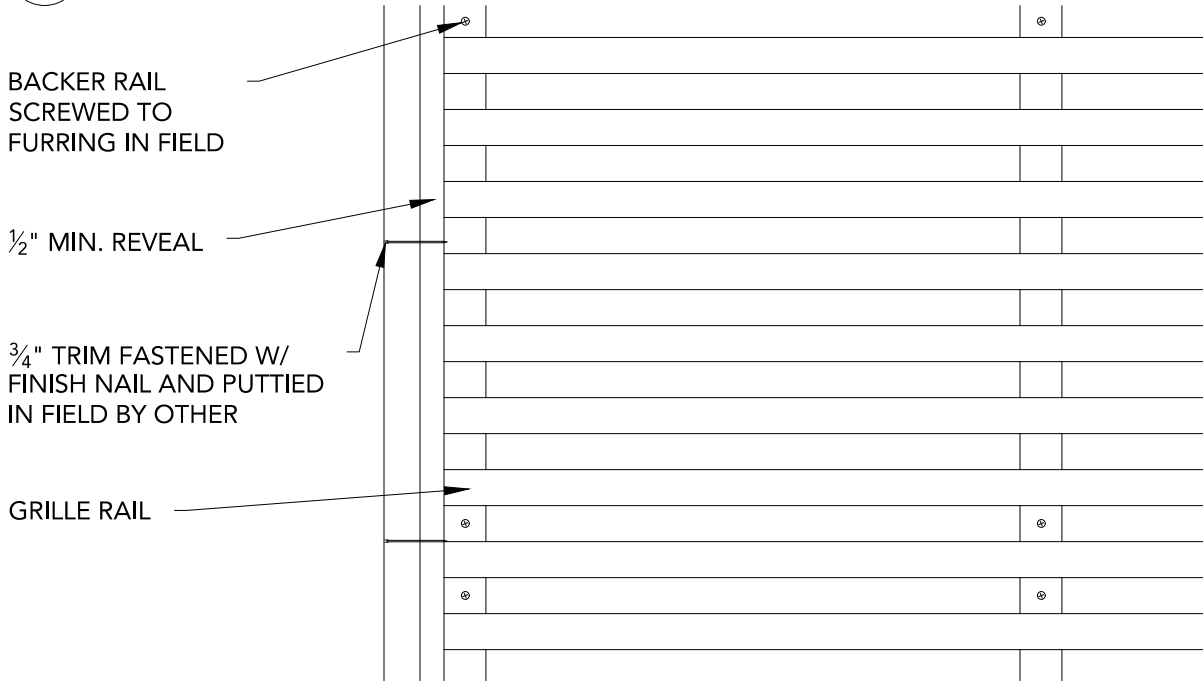 BACKER RAIL
SCREWED TO
FURRING IN FIELD
½" MIN. REVEAL
¾" TRIM FASTENED W/
FINISH NAIL AND PUTTIED
IN FIELD BY OTHER
GRILLE RAIL